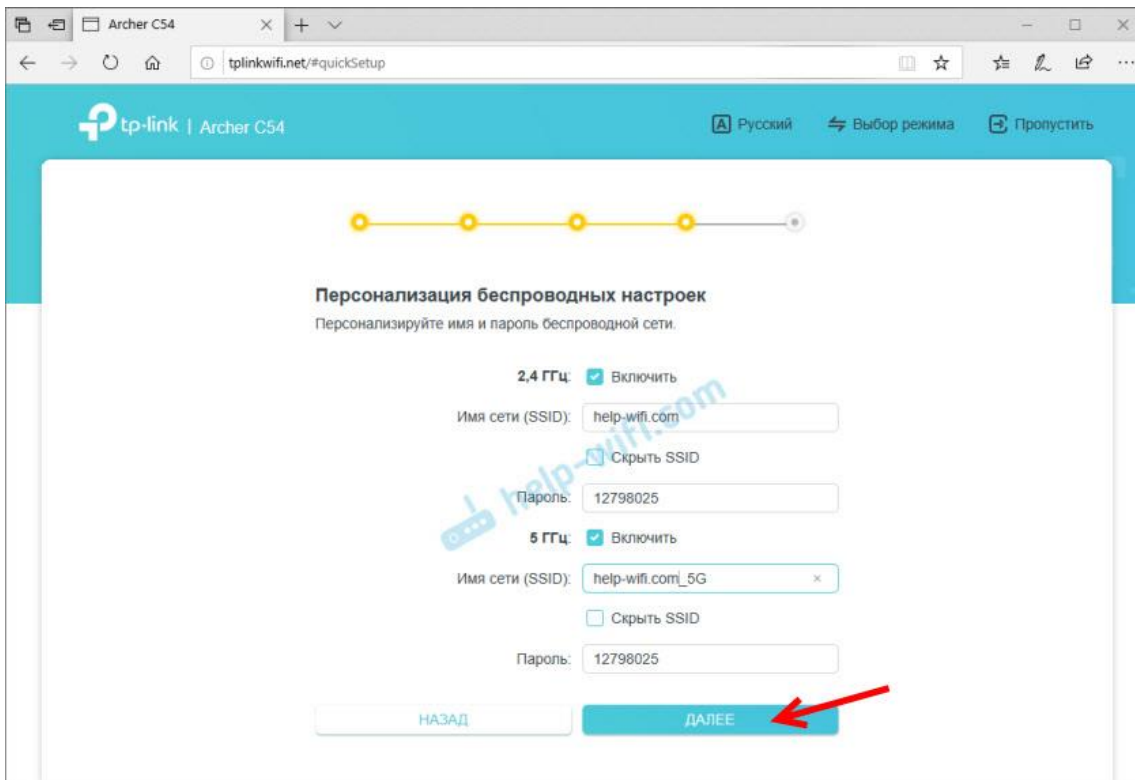 Archer C54
tplinkwifi.net/#quickSetup
tp-link | Archer C54
A Русский
Выбор режима
Пропустить
Персонализация беспроводных настроек
Персонализируйте имя и пароль беспроводной сети.
2,4 ГГц: Включить
Имя сети (SSID): help-wifi.com
Скрыть SSID
help-wifi.com
Пароль: 12798025
5 ГГц: Включить
Имя сети (SSID): help-wifi.com_5G
Скрыть SSID
Пароль: 12798025
НАЗАД
ДАЛЕЕ